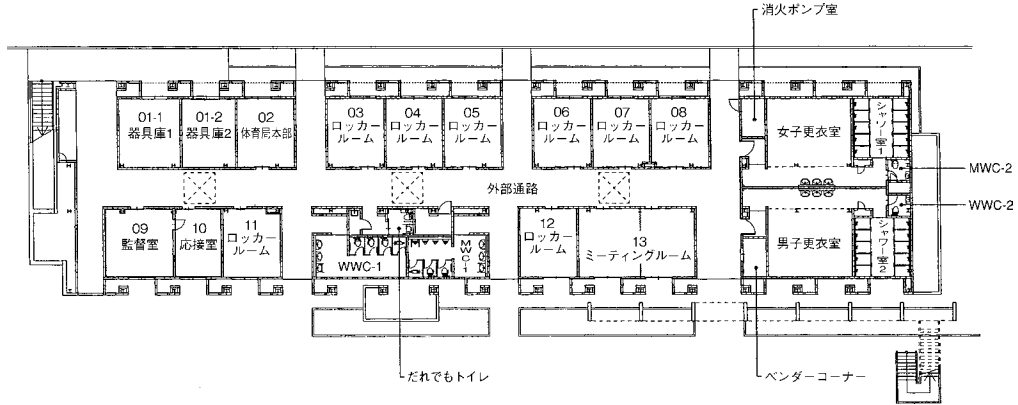 消火ポンプ室
01-1
器具庫1
01-2
器具庫2
02
体育局本部
03
ロッカー
ルーム
04
ロッカー
ルーム
05
ロッカー
ルーム
06
ロッカー
ルーム
07
ロッカー
ルーム
08
ロッカー
ルーム
女子更衣室
シャワー室1
MWC-2
外部通路
WWC-2
09
監督室
10
応接室
11
ロッカー
ルーム
WWC-1
MWC-1
12
ロッカー
ルーム
13
ミーティングルーム
男子更衣室
シャワー室2
だれでもトイレ
ベンダーコーナー